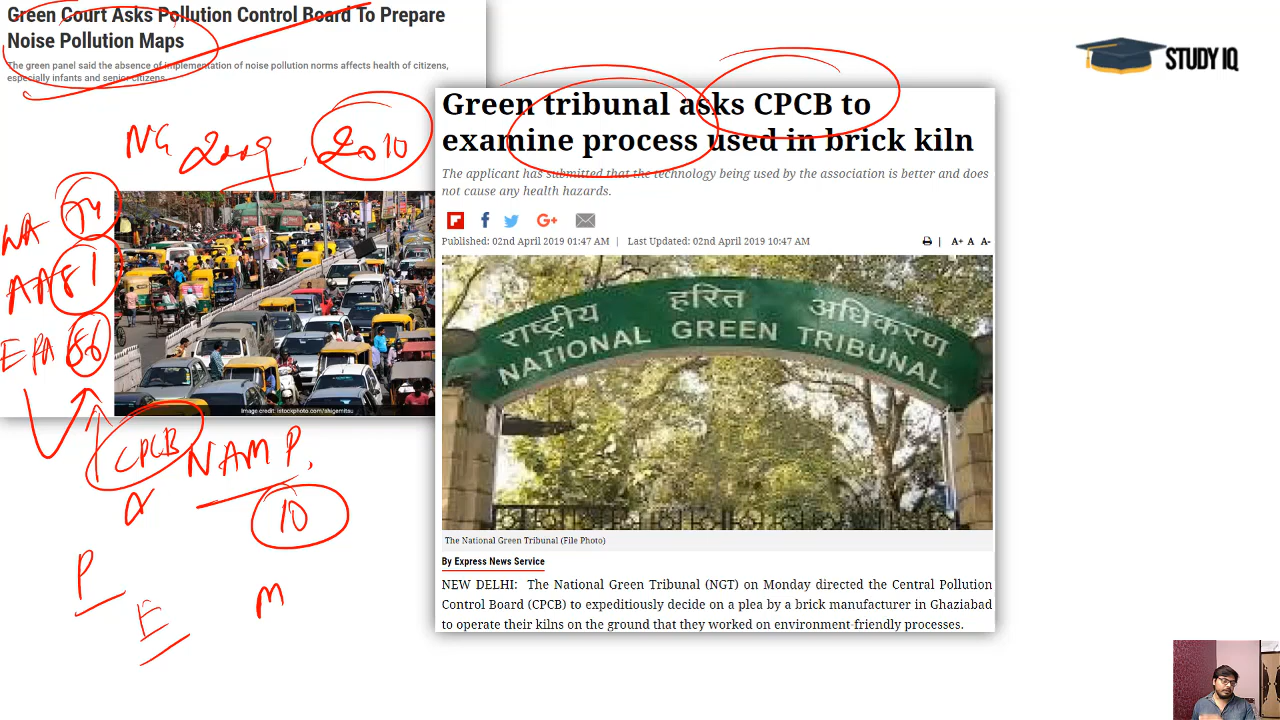 Green Court Asks Pollution Control Board To Prepare
Noise Pollution Maps
The green panel said the absence of implementation of noise pollution norms affects health of citizens,
especially infants and senior citizens.
STUDY IQ
Green tribunal asks CPCB to
examine process used in brick kiln
The applicant has submitted that the technology being used by the association is better and does
not cause any health hazards.
Published: 02nd April 2019 01:47 AM | Last Updated: 02nd April 2019 10:47 AM
A+ A A-
राष्ट्रीय हरित अधिकरण
NATIONAL GREEN TRIBUNAL
The National Green Tribunal (File Photo)
By Express News Service
NEW DELHI: The National Green Tribunal (NGT) on Monday directed the Central Pollution
Control Board (CPCB) to expeditiously decide on a plea by a brick manufacturer in Ghaziabad
to operate their kilns on the ground that they worked on environment-friendly processes.
Image credit: istockphoto.com/shigemitsu
2010
WA 74
81
EPA 86
CPCB NAMP.
10
P
E
M